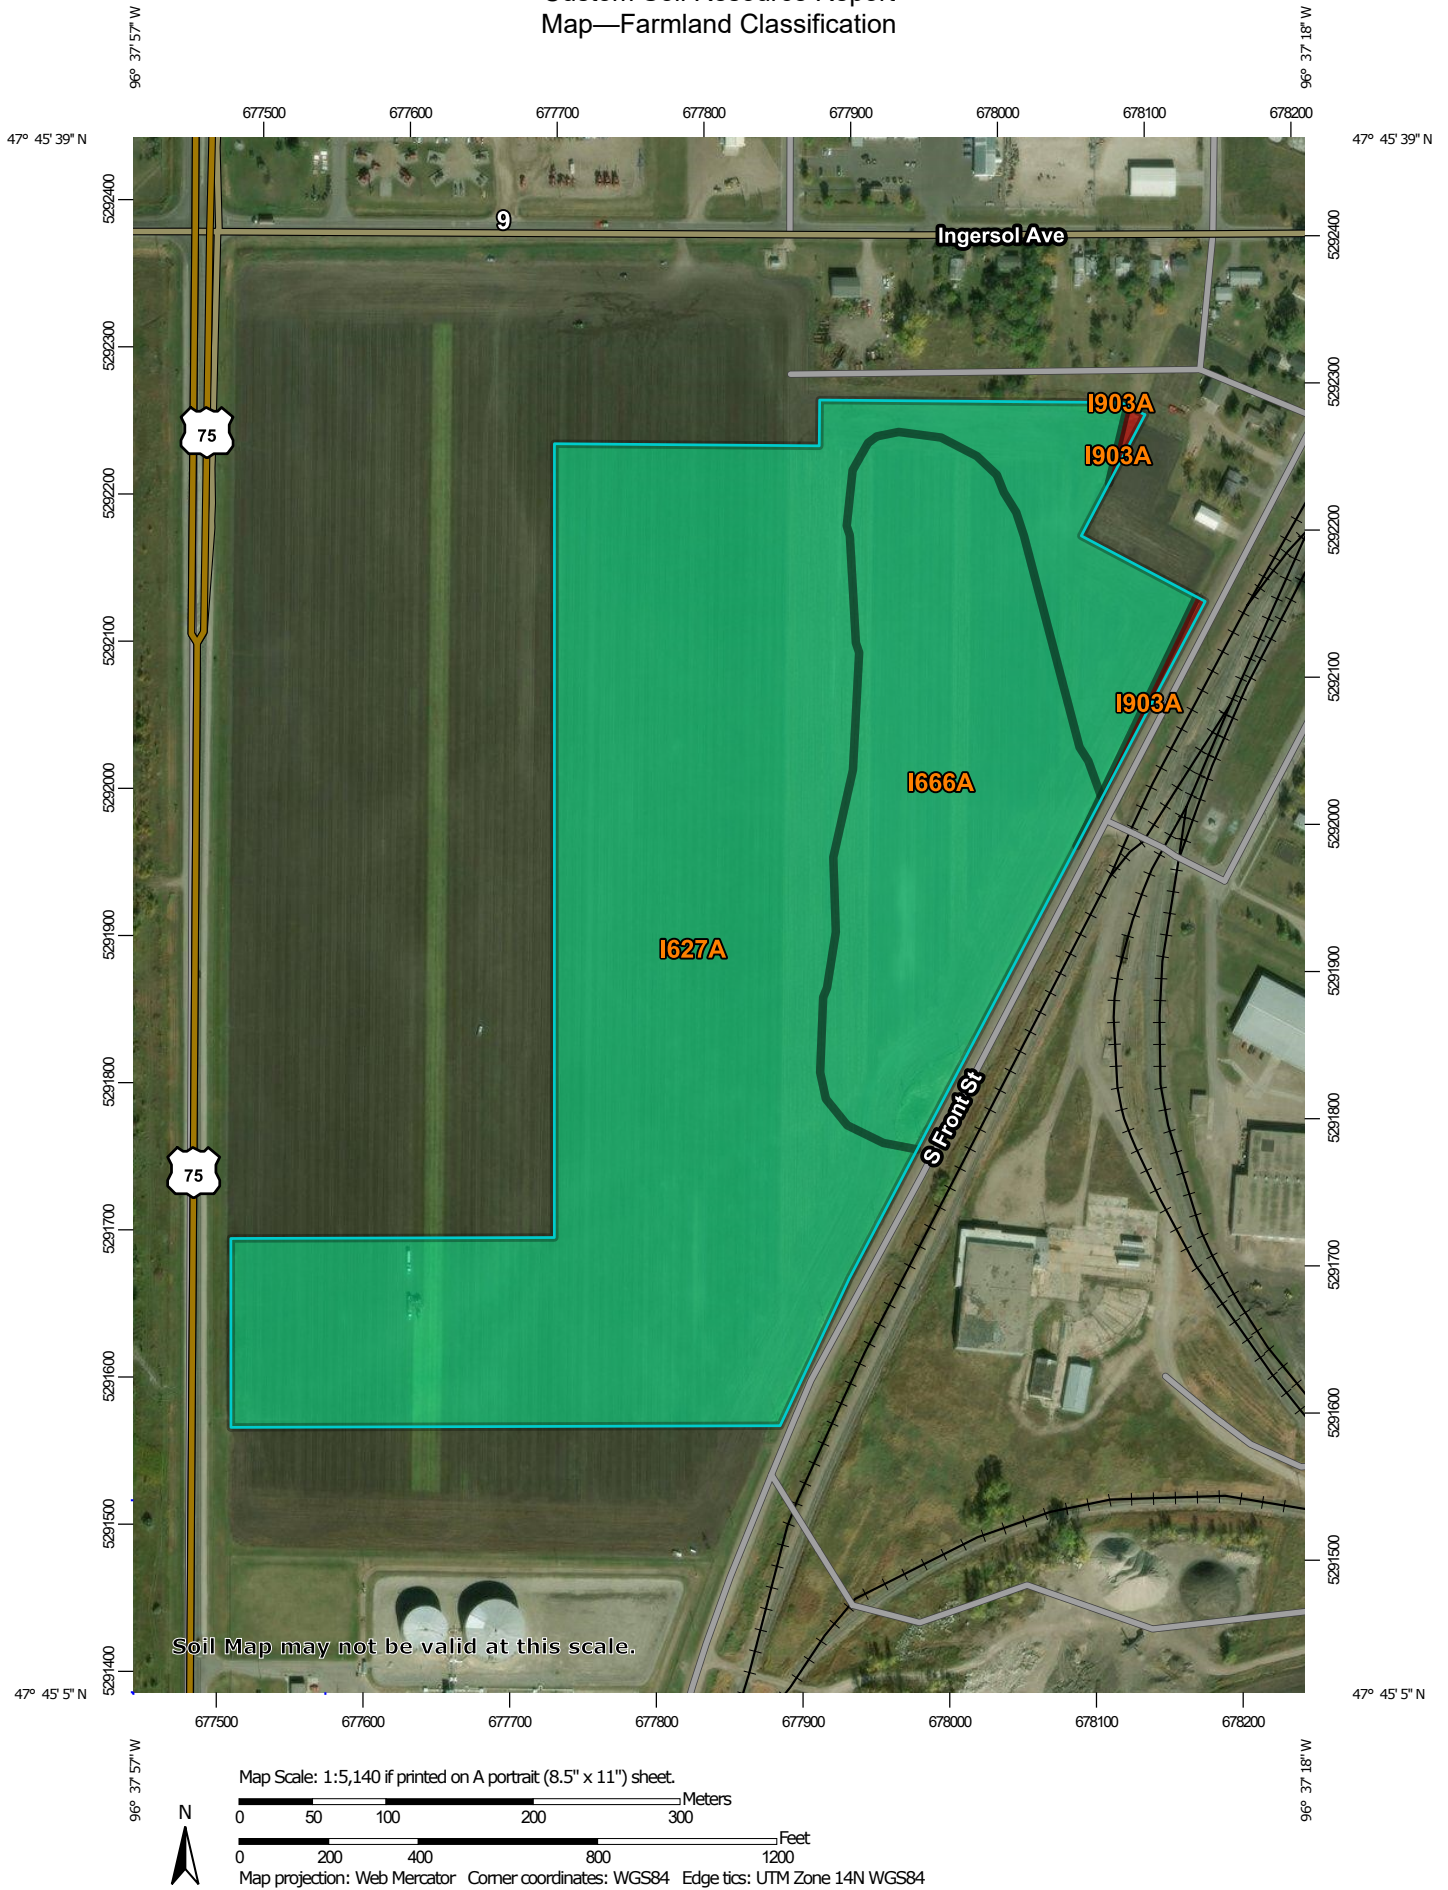 Custom Soil Resource Report
Map—Farmland Classification
96° 37' 57" W
96° 37' 18" W
677500
677600
677700
677800
677900
678000
678100
678200
47° 45' 39" N
47° 45' 39" N
5292400
5292300
5292200
5292100
5292000
5291900
5291800
5291700
5291600
5291500
5291400
5292400
5292300
5292200
5292100
5292000
5291900
5291800
5291700
5291600
5291500
9
Ingersol Ave
75
I903A
I903A
I903A
I666A
I627A
S Front St
75
Soil Map may not be valid at this scale.
47° 45' 5" N
47° 45' 5" N
677500
677600
677700
677800
677900
678000
678100
678200
96° 37' 57" W
96° 37' 18" W
Map Scale: 1:5,140 if printed on A portrait (8.5" x 11") sheet.
N
Meters
0 50 100 200 300
Feet
0 200 400 800 1200
Map projection: Web Mercator Corner coordinates: WGS84 Edge tics: UTM Zone 14N WGS84